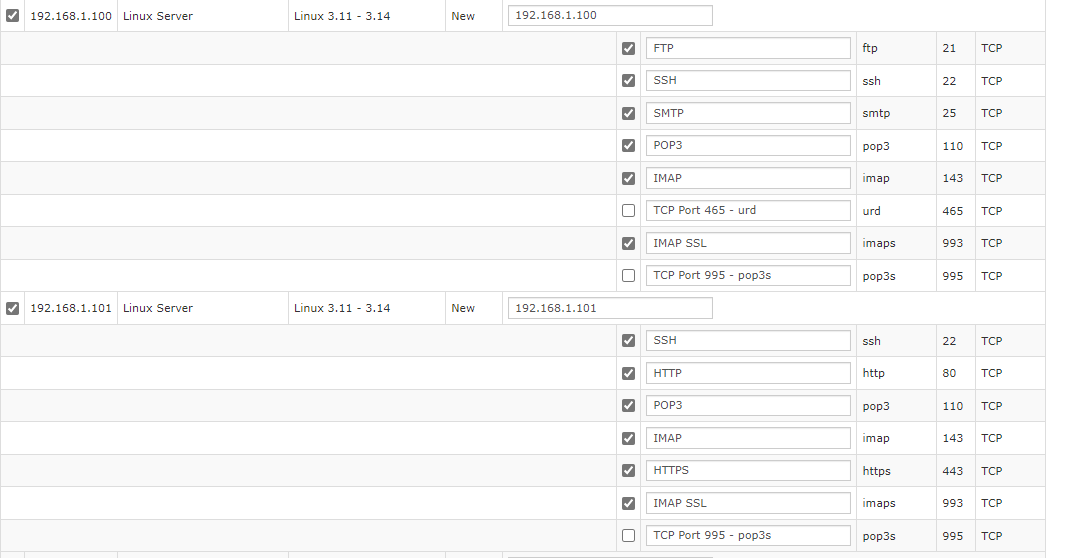 192.168.1.100 Linux Server Linux 3.11 - 3.14 New 192.168.1.100
FTP ftp 21 TCP
SSH ssh 22 TCP
SMTP smtp 25 TCP
POP3 pop3 110 TCP
IMAP imap 143 TCP
TCP Port 465 - urd urd 465 TCP
IMAP SSL imaps 993 TCP
TCP Port 995 - pop3s pop3s 995 TCP
192.168.1.101 Linux Server Linux 3.11 - 3.14 New 192.168.1.101
SSH ssh 22 TCP
HTTP http 80 TCP
POP3 pop3 110 TCP
IMAP imap 143 TCP
HTTPS https 443 TCP
IMAP SSL imaps 993 TCP
TCP Port 995 - pop3s pop3s 995 TCP